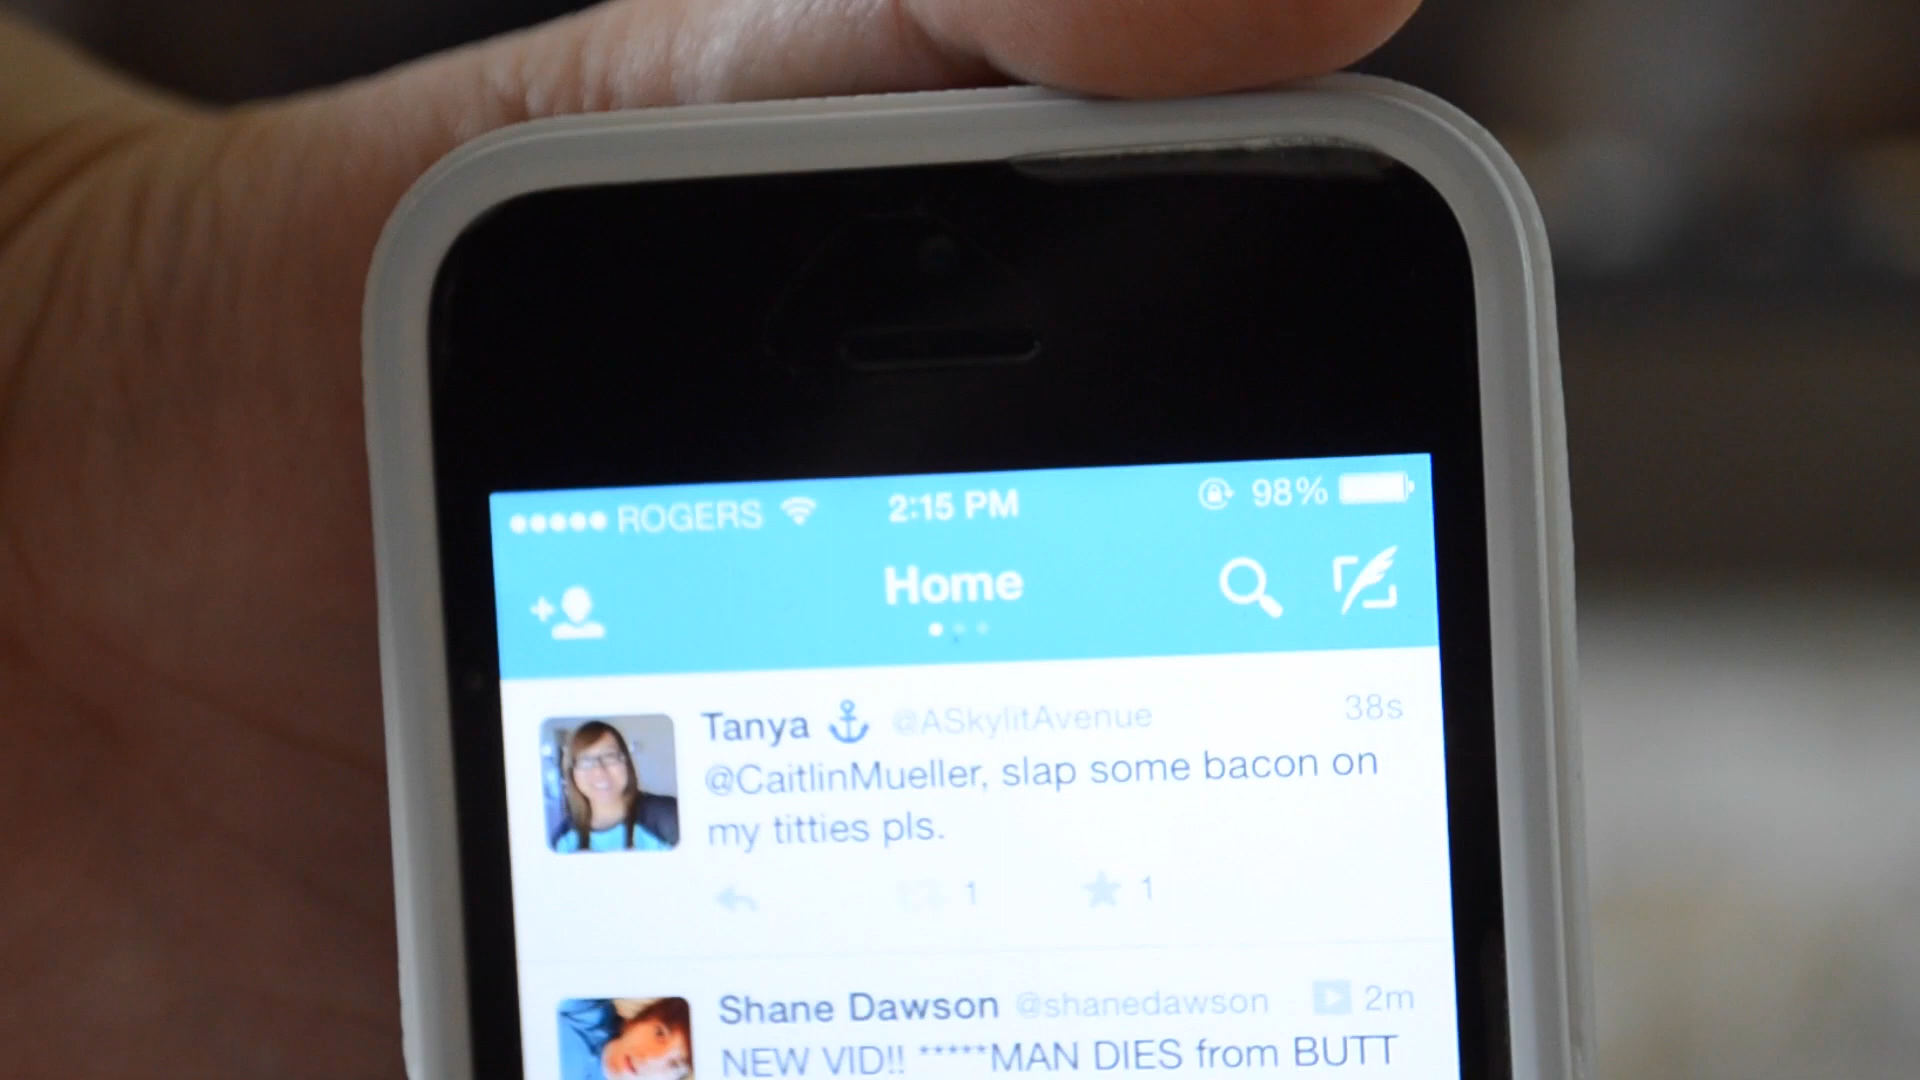 ROGERS 2:15 PM 98%
Home
Tanya ⚓ @ASkylitAvenue 38s
@CaitlinMueller, slap some bacon on
my titties pls.
1 1
Shane Dawson @shanedawson 2m
NEW VID!! *****MAN DIES from BUTT